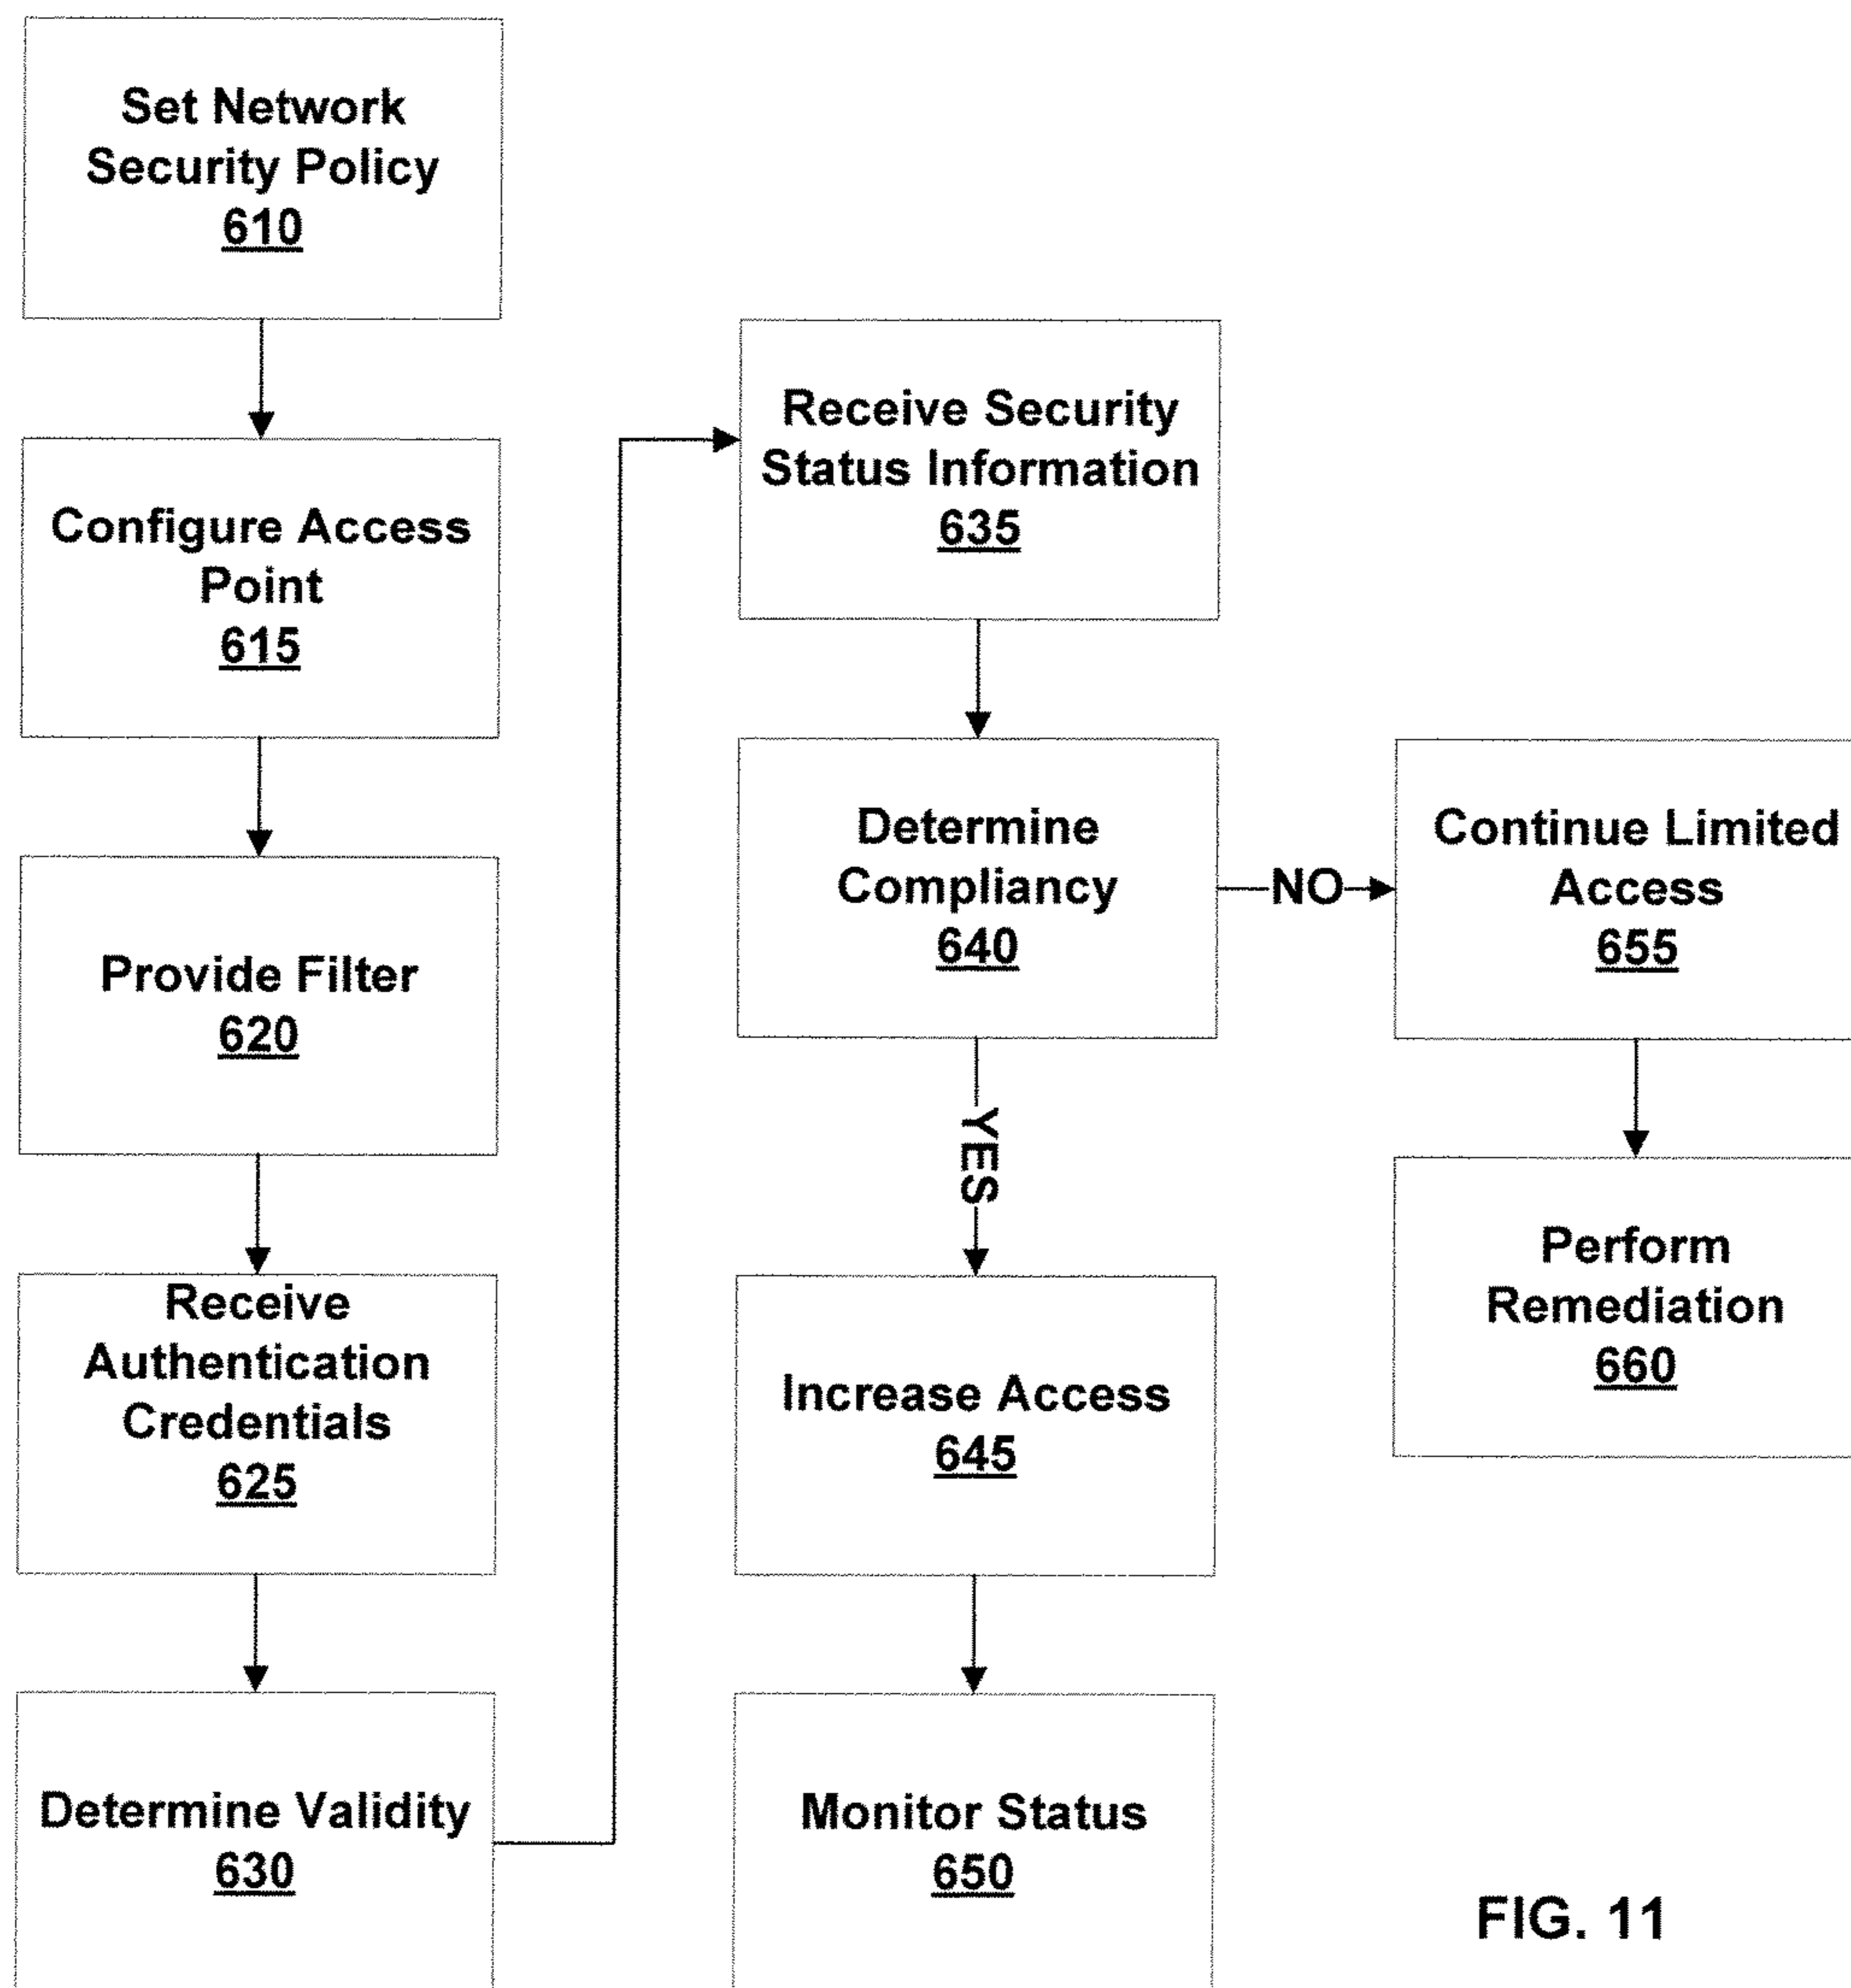 Set Network
Security Policy
610
Configure Access
Point
615
Provide Filter
620
Receive
Authentication
Credentials
625
Determine Validity
630
Receive Security
Status Information
635
Determine
Compliancy
640
NO
YES
Increase Access
645
Monitor Status
650
Continue Limited
Access
655
Perform
Remediation
660
FIG. 11